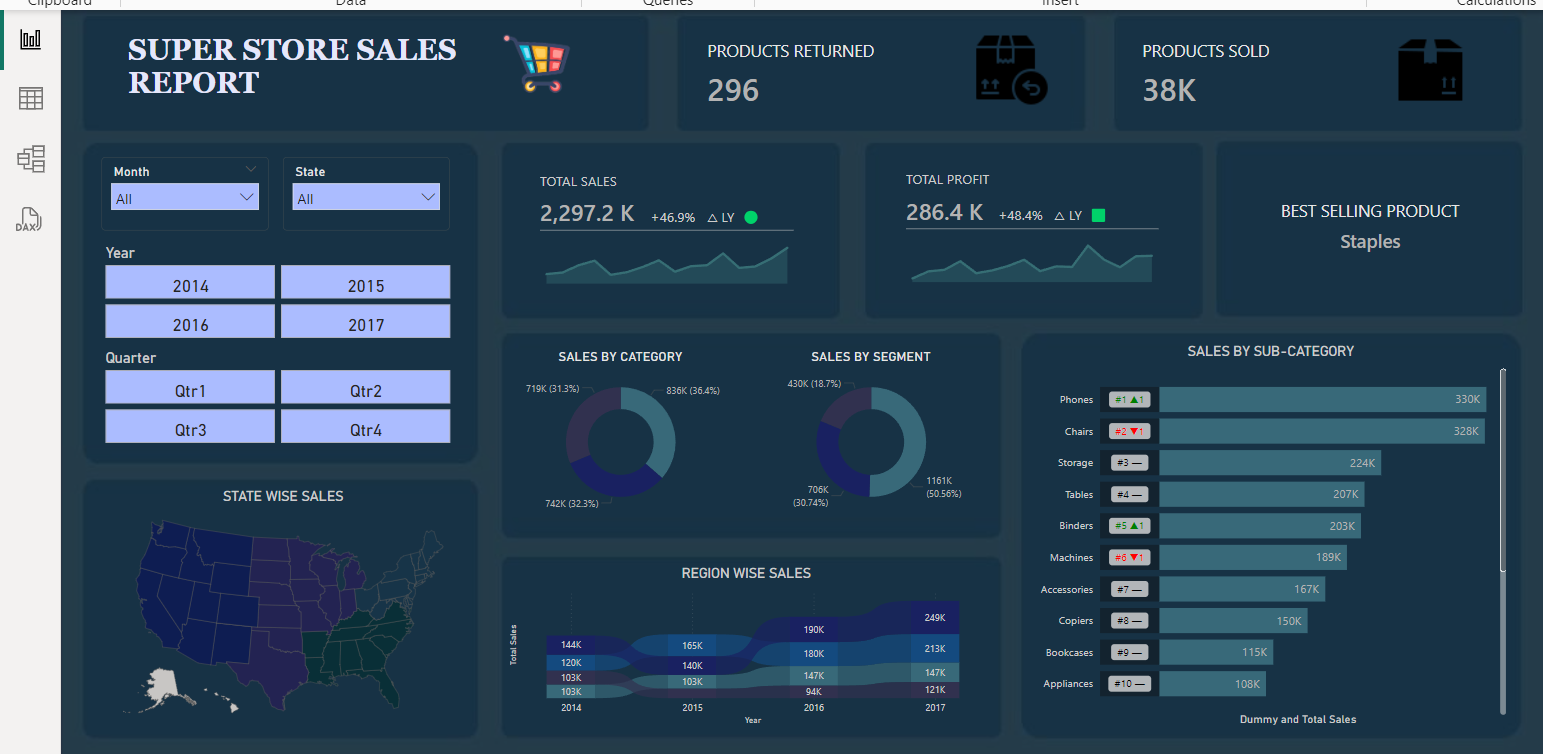 Clipboard
Data
Queries
Insert
Calculations
SUPER STORE SALES
REPORT
PRODUCTS RETURNED
296
PRODUCTS SOLD
38K
DAX
Month
All
State
All
Year
2014
2015
2016
2017
Quarter
Qtr1
Qtr2
Qtr3
Qtr4
TOTAL SALES
2,297.2 K +46.9% △ LY
TOTAL PROFIT
286.4 K +48.4% △ LY
BEST SELLING PRODUCT
Staples
STATE WISE SALES
SALES BY CATEGORY
719K (31.3%)
836K (36.4%)
742K (32.3%)
SALES BY SEGMENT
430K (18.7%)
1161K
(50.56%)
706K
(30.74%)
REGION WISE SALES
Total Sales
144K
120K
103K
103K
165K
140K
103K
190K
180K
147K
94K
249K
213K
147K
121K
2014
2015
2016
2017
Year
SALES BY SUB-CATEGORY
Phones #1 ▲1 330K
Chairs #2 ▼1 328K
Storage #3 — 224K
Tables #4 — 207K
Binders #5 ▲1 203K
Machines #6 ▼1 189K
Accessories #7 — 167K
Copiers #8 — 150K
Bookcases #9 — 115K
Appliances #10 — 108K
Dummy and Total Sales